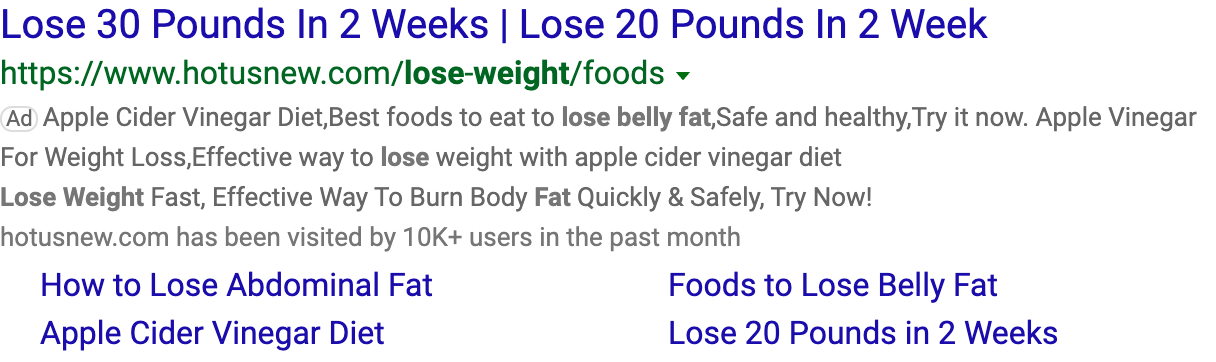 Lose 30 Pounds In 2 Weeks | Lose 20 Pounds In 2 Week
https://www.hotusnew.com/lose-weight/foods
Ad Apple Cider Vinegar Diet,Best foods to eat to lose belly fat,Safe and healthy,Try it now. Apple Vinegar
For Weight Loss,Effective way to lose weight with apple cider vinegar diet
Lose Weight Fast, Effective Way To Burn Body Fat Quickly & Safely, Try Now!
hotusnew.com has been visited by 10K+ users in the past month
How to Lose Abdominal Fat
Foods to Lose Belly Fat
Apple Cider Vinegar Diet
Lose 20 Pounds in 2 Weeks